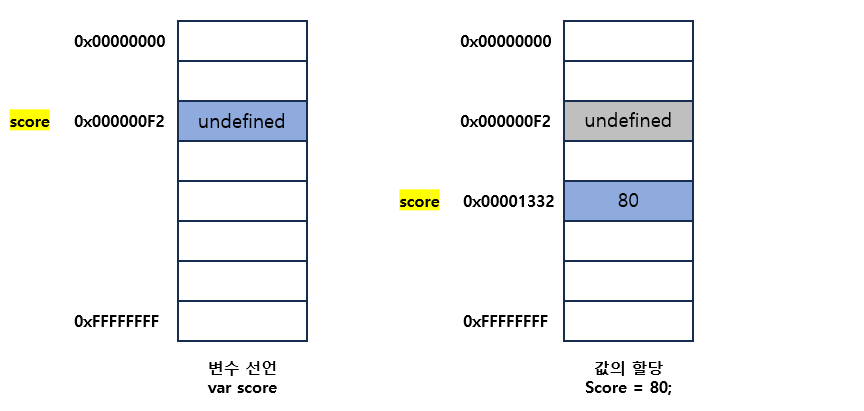 0x00000000
score 0x000000F2 undefined
0xFFFFFFFF
변수 선언
var score
0x00000000
0x000000F2 undefined
score 0x00001332 80
0xFFFFFFFF
값의 할당
Score = 80;